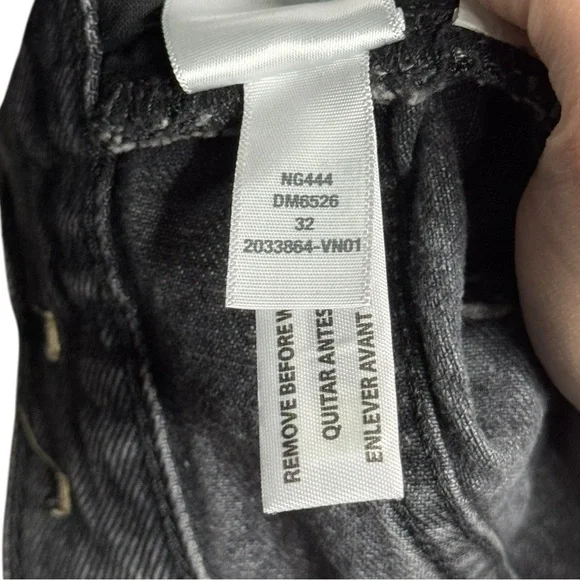 NG444
DM6526
32
2033864-VN01
REMOVE BEFORE
QUITAR ANTES
ENLEVER AVANT